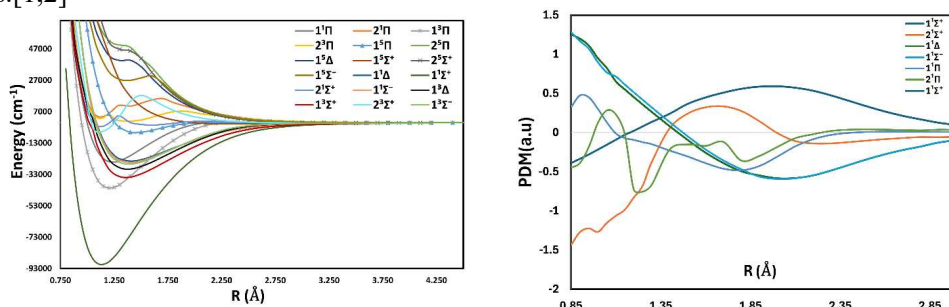 s.[1,2]
47000
27000
7000
-13000
-33000
-53000
-73000
-93000
Energy (cm⁻¹)
0.750 1.250 1.750 2.250 2.750 3.250 3.750 4.250
R (Å)
1¹Π 2¹Π 1³Π
2³Π 1⁵Π 2⁵Π
1⁵Δ 1⁵Σ⁺ 2⁵Σ⁺
1⁵Σ⁻ 1¹Δ 1¹Σ⁺
2¹Σ⁺ 1¹Σ⁻ 1³Δ
1³Σ⁺ 2³Σ⁺ 1³Σ⁻
1.5
1
0.5
0
-0.5
-1
-1.5
-2
PDM(a.u)
0.85 1.35 1.85 2.35 2.85
R (Å)
1¹Σ⁺
2¹Σ⁺
1¹Δ
1¹Σ⁻
1¹Π
2¹Π
1¹Σ⁺